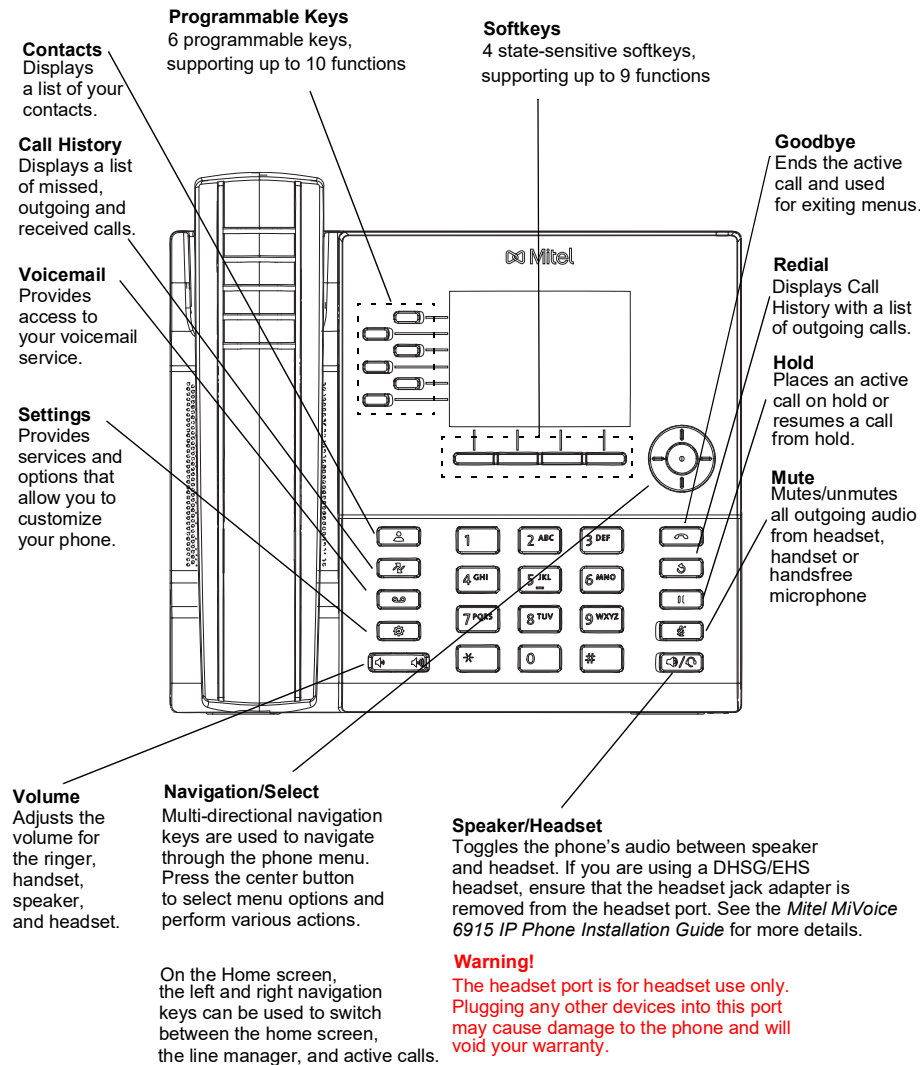 Programmable Keys
6 programmable keys,
supporting up to 10 functions
Softkeys
4 state-sensitive softkeys,
supporting up to 9 functions
Contacts
Displays
a list of your
contacts.
Call History
Displays a list
of missed,
outgoing and
received calls.
Voicemail
Provides
access to
your voicemail
service.
Settings
Provides
services and
options that
allow you to
customize
your phone.
Goodbye
Ends the active
call and used
for exiting menus.
Redial
Displays Call
History with a list
of outgoing calls.
Hold
Places an active
call on hold or
resumes a call
from hold.
Mute
Mutes/unmutes
all outgoing audio
from headset,
handset or
handsfree
microphone
Mitel
1 2 ABC 3 DEF
4 GHI 5 JKL 6 MNO
7 PQRS 8 TUV 9 WXYZ
* 0 #
Volume
Adjusts the
volume for
the ringer,
handset,
speaker,
and headset.
Navigation/Select
Multi-directional navigation
keys are used to navigate
through the phone menu.
Press the center button
to select menu options and
perform various actions.
On the Home screen,
the left and right navigation
keys can be used to switch
between the home screen,
the line manager, and active calls.
Speaker/Headset
Toggles the phone’s audio between speaker
and headset. If you are using a DHSG/EHS
headset, ensure that the headset jack adapter is
removed from the headset port. See the Mitel MiVoice
6915 IP Phone Installation Guide for more details.
Warning!
The headset port is for headset use only.
Plugging any other devices into this port
may cause damage to the phone and will
void your warranty.